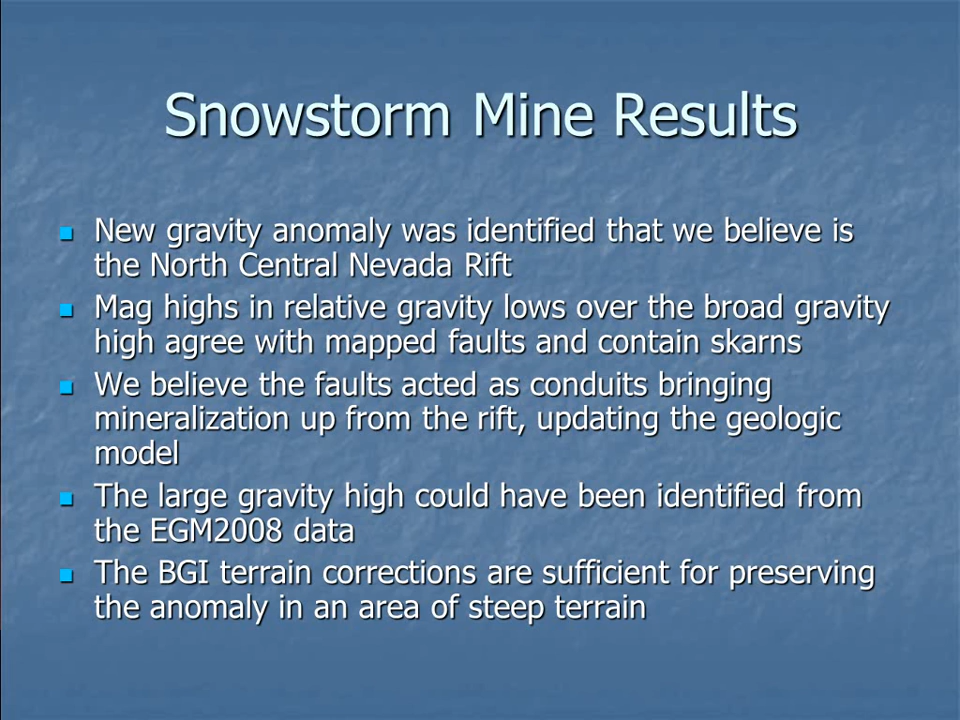 Snowstorm Mine Results
New gravity anomaly was identified that we believe is
the North Central Nevada Rift
Mag highs in relative gravity lows over the broad gravity
high agree with mapped faults and contain skarns
We believe the faults acted as conduits bringing
mineralization up from the rift, updating the geologic
model
The large gravity high could have been identified from
the EGM2008 data
The BGI terrain corrections are sufficient for preserving
the anomaly in an area of steep terrain